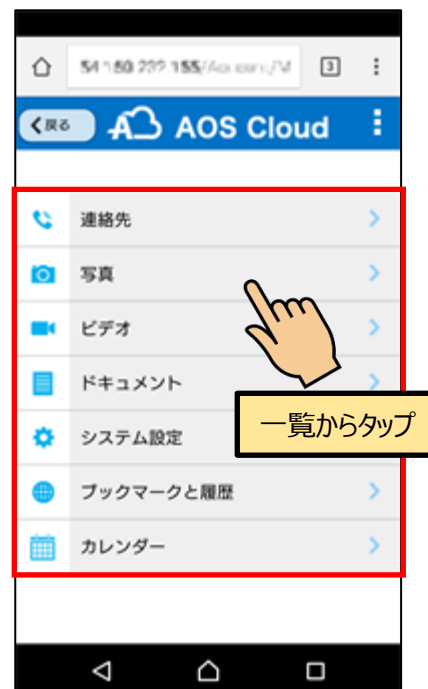 3
戻る
AOS Cloud
連絡先
写真
ビデオ
ドキュメント
システム設定
ブックマークと履歴
カレンダー
一覧からタップ